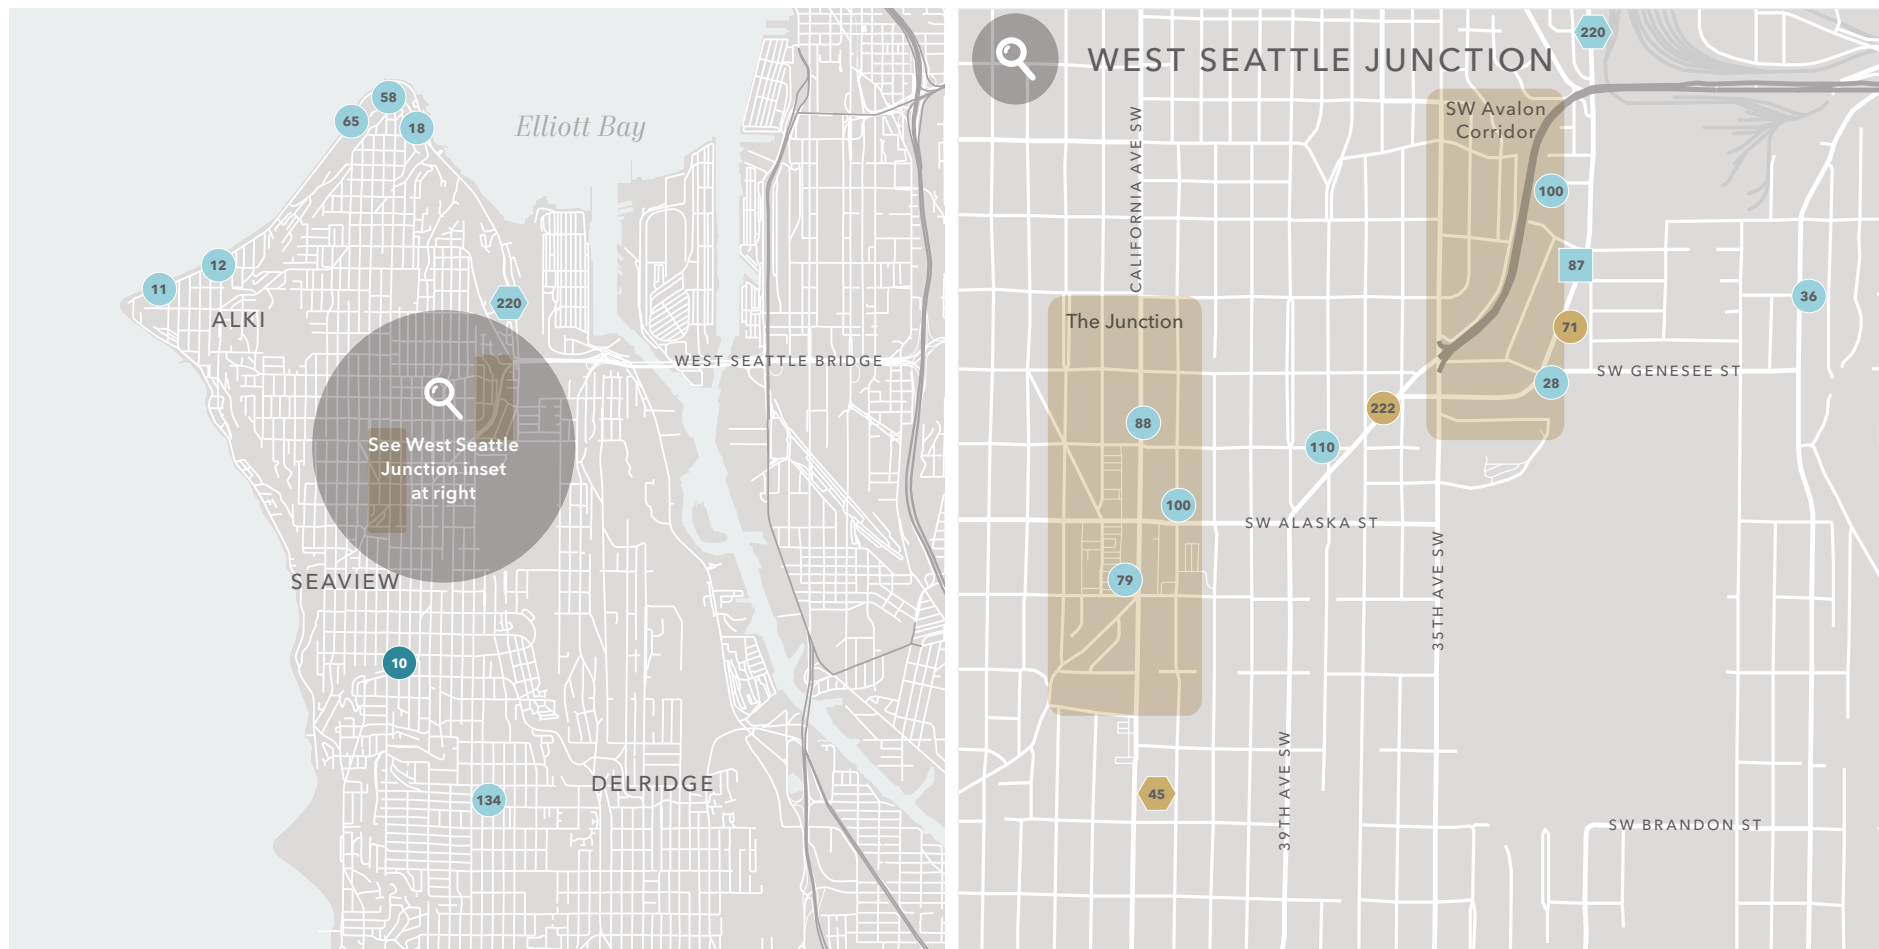 58
65
18
Elliott Bay
12
11
ALKI
220
WEST SEATTLE BRIDGE
See West Seattle
Junction inset
at right
SEAVIEW
10
DELRIDGE
134
WEST SEATTLE JUNCTION
220
SW Avalon
Corridor
CALIFORNIA AVE SW
100
87
36
The Junction
71
SW GENESEE ST
28
222
88
110
100
SW ALASKA ST
35TH AVE SW
79
39TH AVE SW
45
SW BRANDON ST